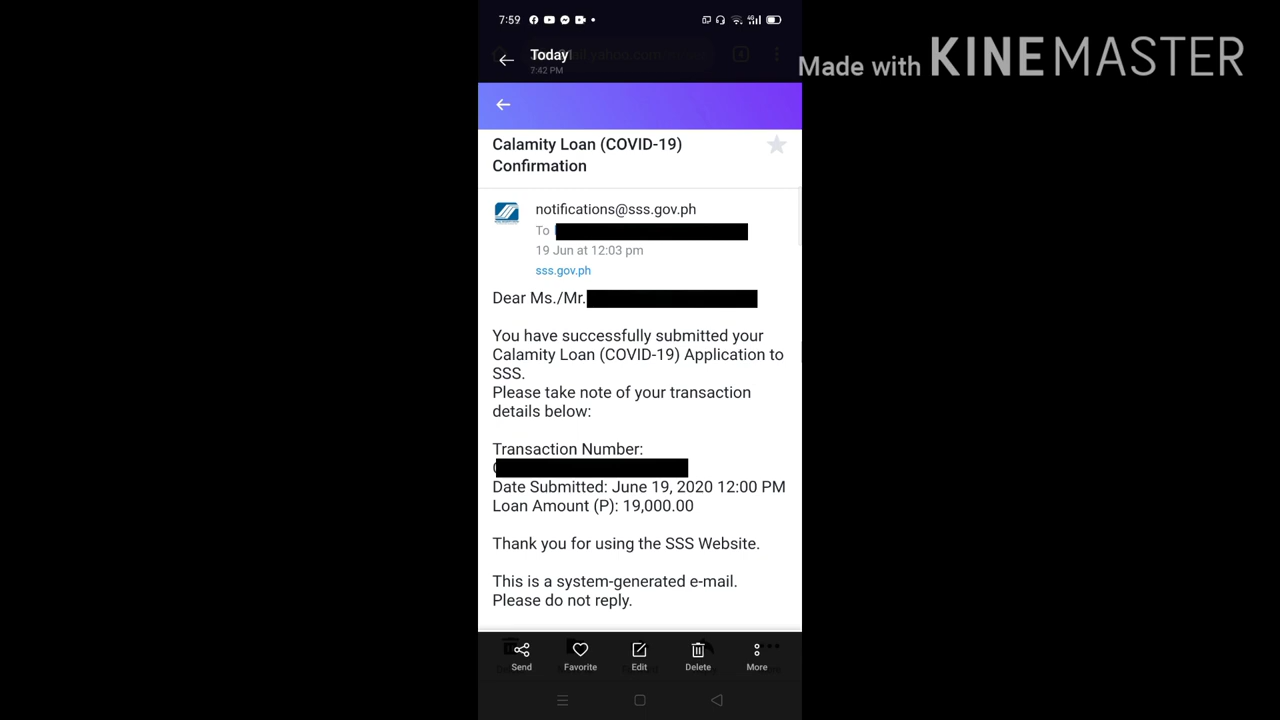 7:59
Today
7:42 PM
Made with KINEMASTER
Calamity Loan (COVID-19)
Confirmation
notifications@sss.gov.ph
To
19 Jun at 12:03 pm
sss.gov.ph
Dear Ms./Mr.
You have successfully submitted your
Calamity Loan (COVID-19) Application to
SSS.
Please take note of your transaction
details below:
Transaction Number:
Date Submitted: June 19, 2020 12:00 PM
Loan Amount (P): 19,000.00
Thank you for using the SSS Website.
This is a system-generated e-mail.
Please do not reply.
Send Favorite Edit Delete More